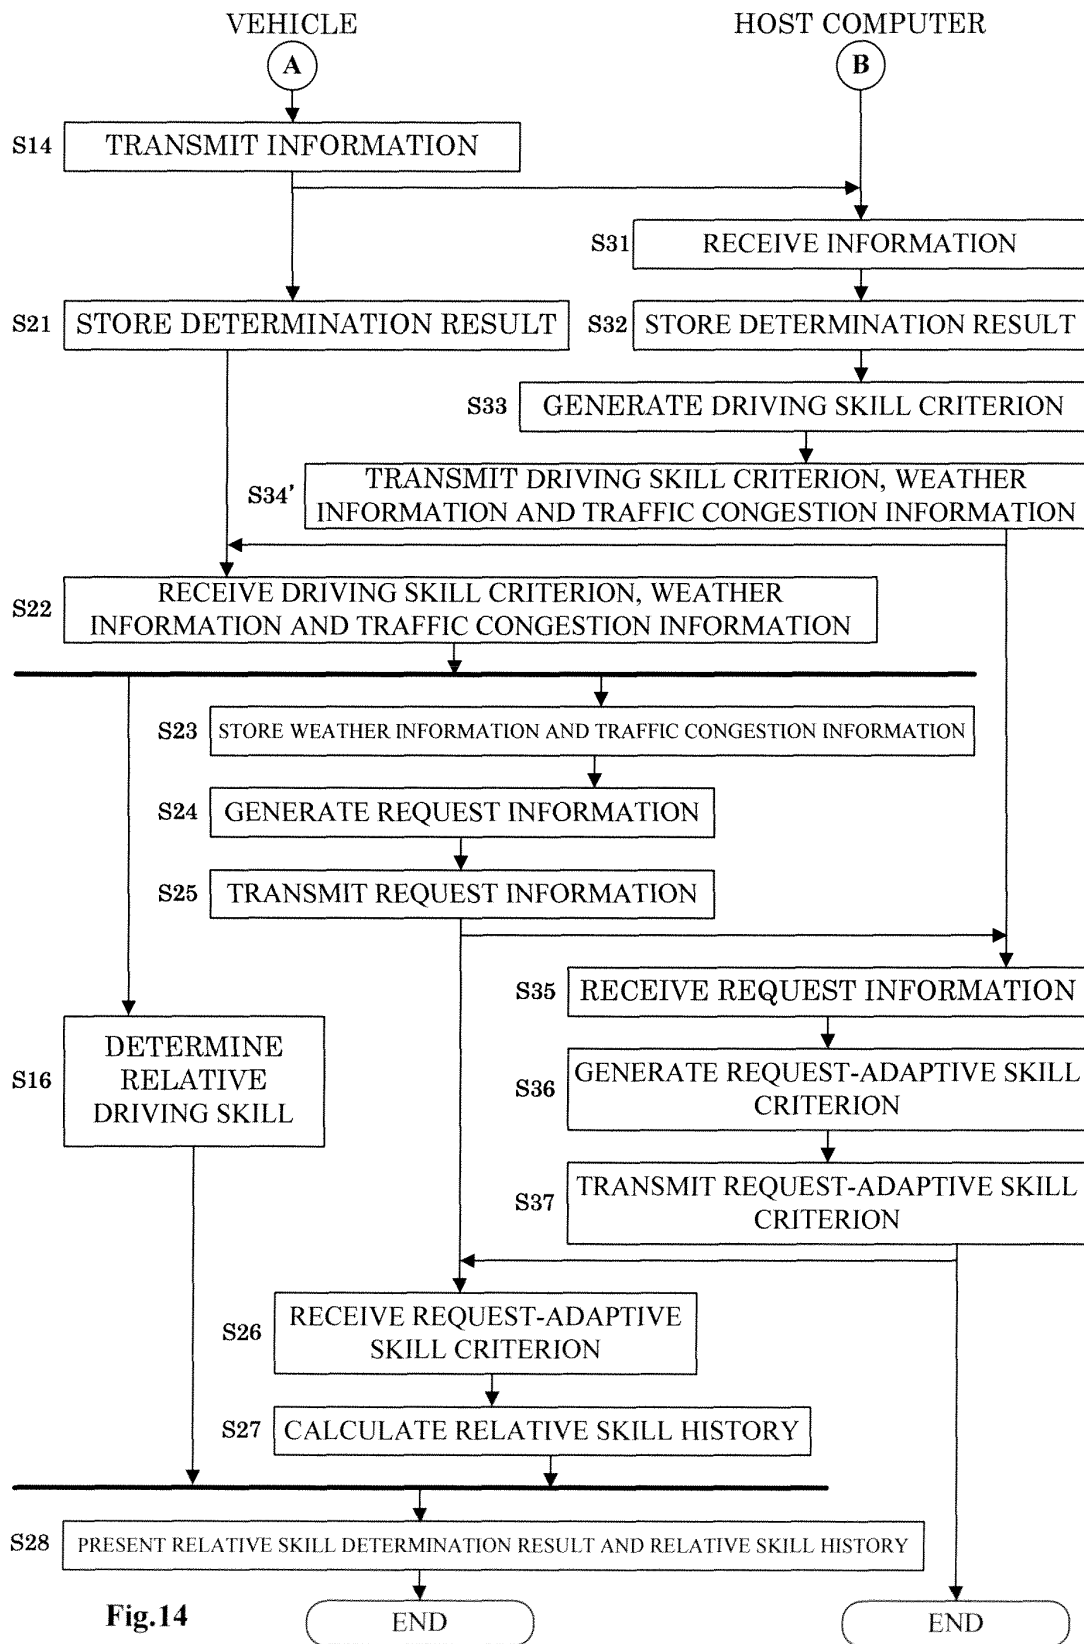 VEHICLE
HOST COMPUTER
A
B
S14
TRANSMIT INFORMATION
S31
RECEIVE INFORMATION
S21
STORE DETERMINATION RESULT
S32
STORE DETERMINATION RESULT
S33
GENERATE DRIVING SKILL CRITERION
S34'
TRANSMIT DRIVING SKILL CRITERION, WEATHER
INFORMATION AND TRAFFIC CONGESTION INFORMATION
S22
RECEIVE DRIVING SKILL CRITERION, WEATHER
INFORMATION AND TRAFFIC CONGESTION INFORMATION
S23
STORE WEATHER INFORMATION AND TRAFFIC CONGESTION INFORMATION
S24
GENERATE REQUEST INFORMATION
S25
TRANSMIT REQUEST INFORMATION
S35
RECEIVE REQUEST INFORMATION
S16
DETERMINE
RELATIVE
DRIVING SKILL
S36
GENERATE REQUEST-ADAPTIVE SKILL
CRITERION
S37
TRANSMIT REQUEST-ADAPTIVE SKILL
CRITERION
S26
RECEIVE REQUEST-ADAPTIVE
SKILL CRITERION
S27
CALCULATE RELATIVE SKILL HISTORY
S28
PRESENT RELATIVE SKILL DETERMINATION RESULT AND RELATIVE SKILL HISTORY
Fig.14
END
END